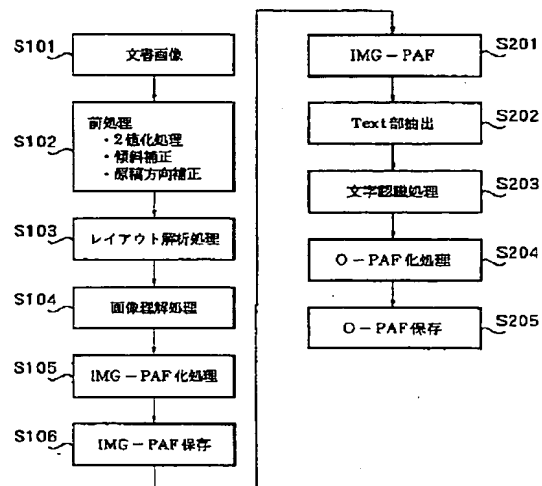 S101
文書画像
S102
前処理
・2値化処理
・傾斜補正
・原稿方向補正
S103
レイアウト解析処理
S104
画像理解処理
S105
IMG-PAF化処理
S106
IMG-PAF保存
S201
IMG-PAF
S202
Text部抽出
S203
文字認識処理
S204
O-PAF化処理
S205
O-PAF保存